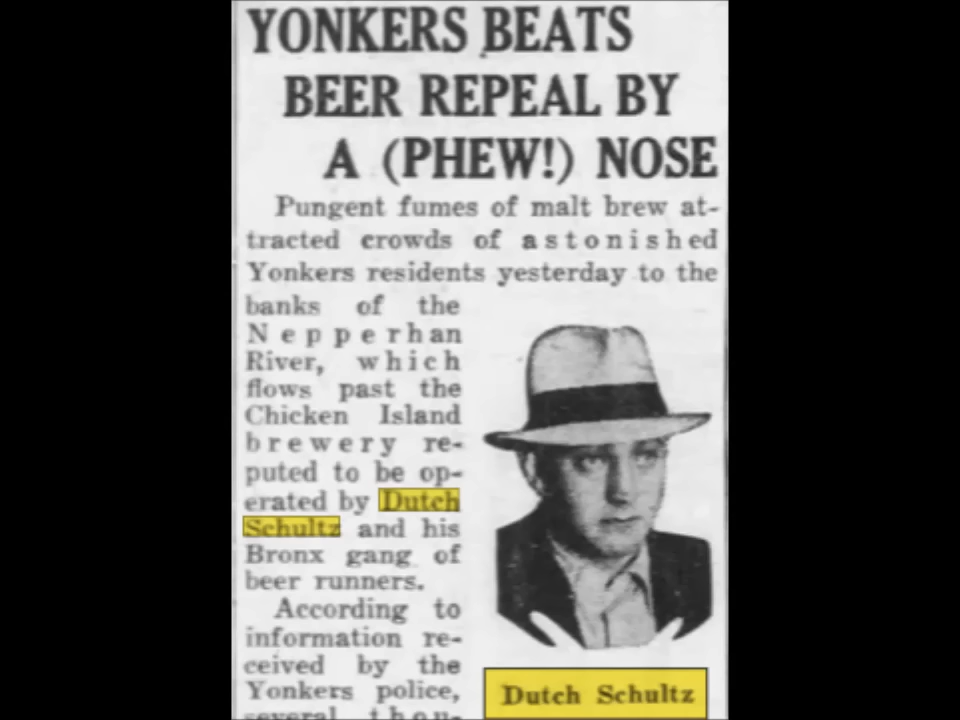 YONKERS BEATS
BEER REPEAL BY
A (PHEW!) NOSE
Pungent fumes of malt brew at-
tracted crowds of astonished
Yonkers residents yesterday to the
banks of the
Nepperhan
River, which
flows past the
Chicken Island
brewery re-
puted to be op-
erated by Dutch
Schultz and his
Bronx gang of
beer runners.
According to
information re-
ceived by the
Yonkers police,
several thou-
Dutch Schultz